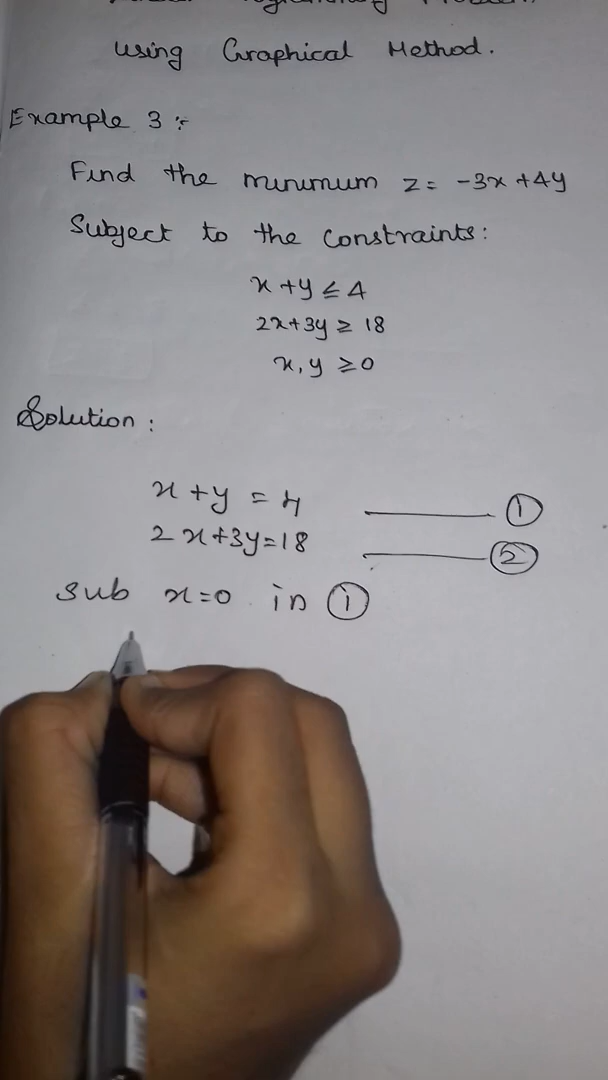 using Graphical Method.
Example 3 :-
Find the minimum z = -3x +4y
Subject to the constraints:
x +y ≤ 4
2x+3y ≥ 18
x, y ≥0
Solution :
x +y = 4 ——— ①
2x+3y=18 ——— ②
sub x=0 in ①